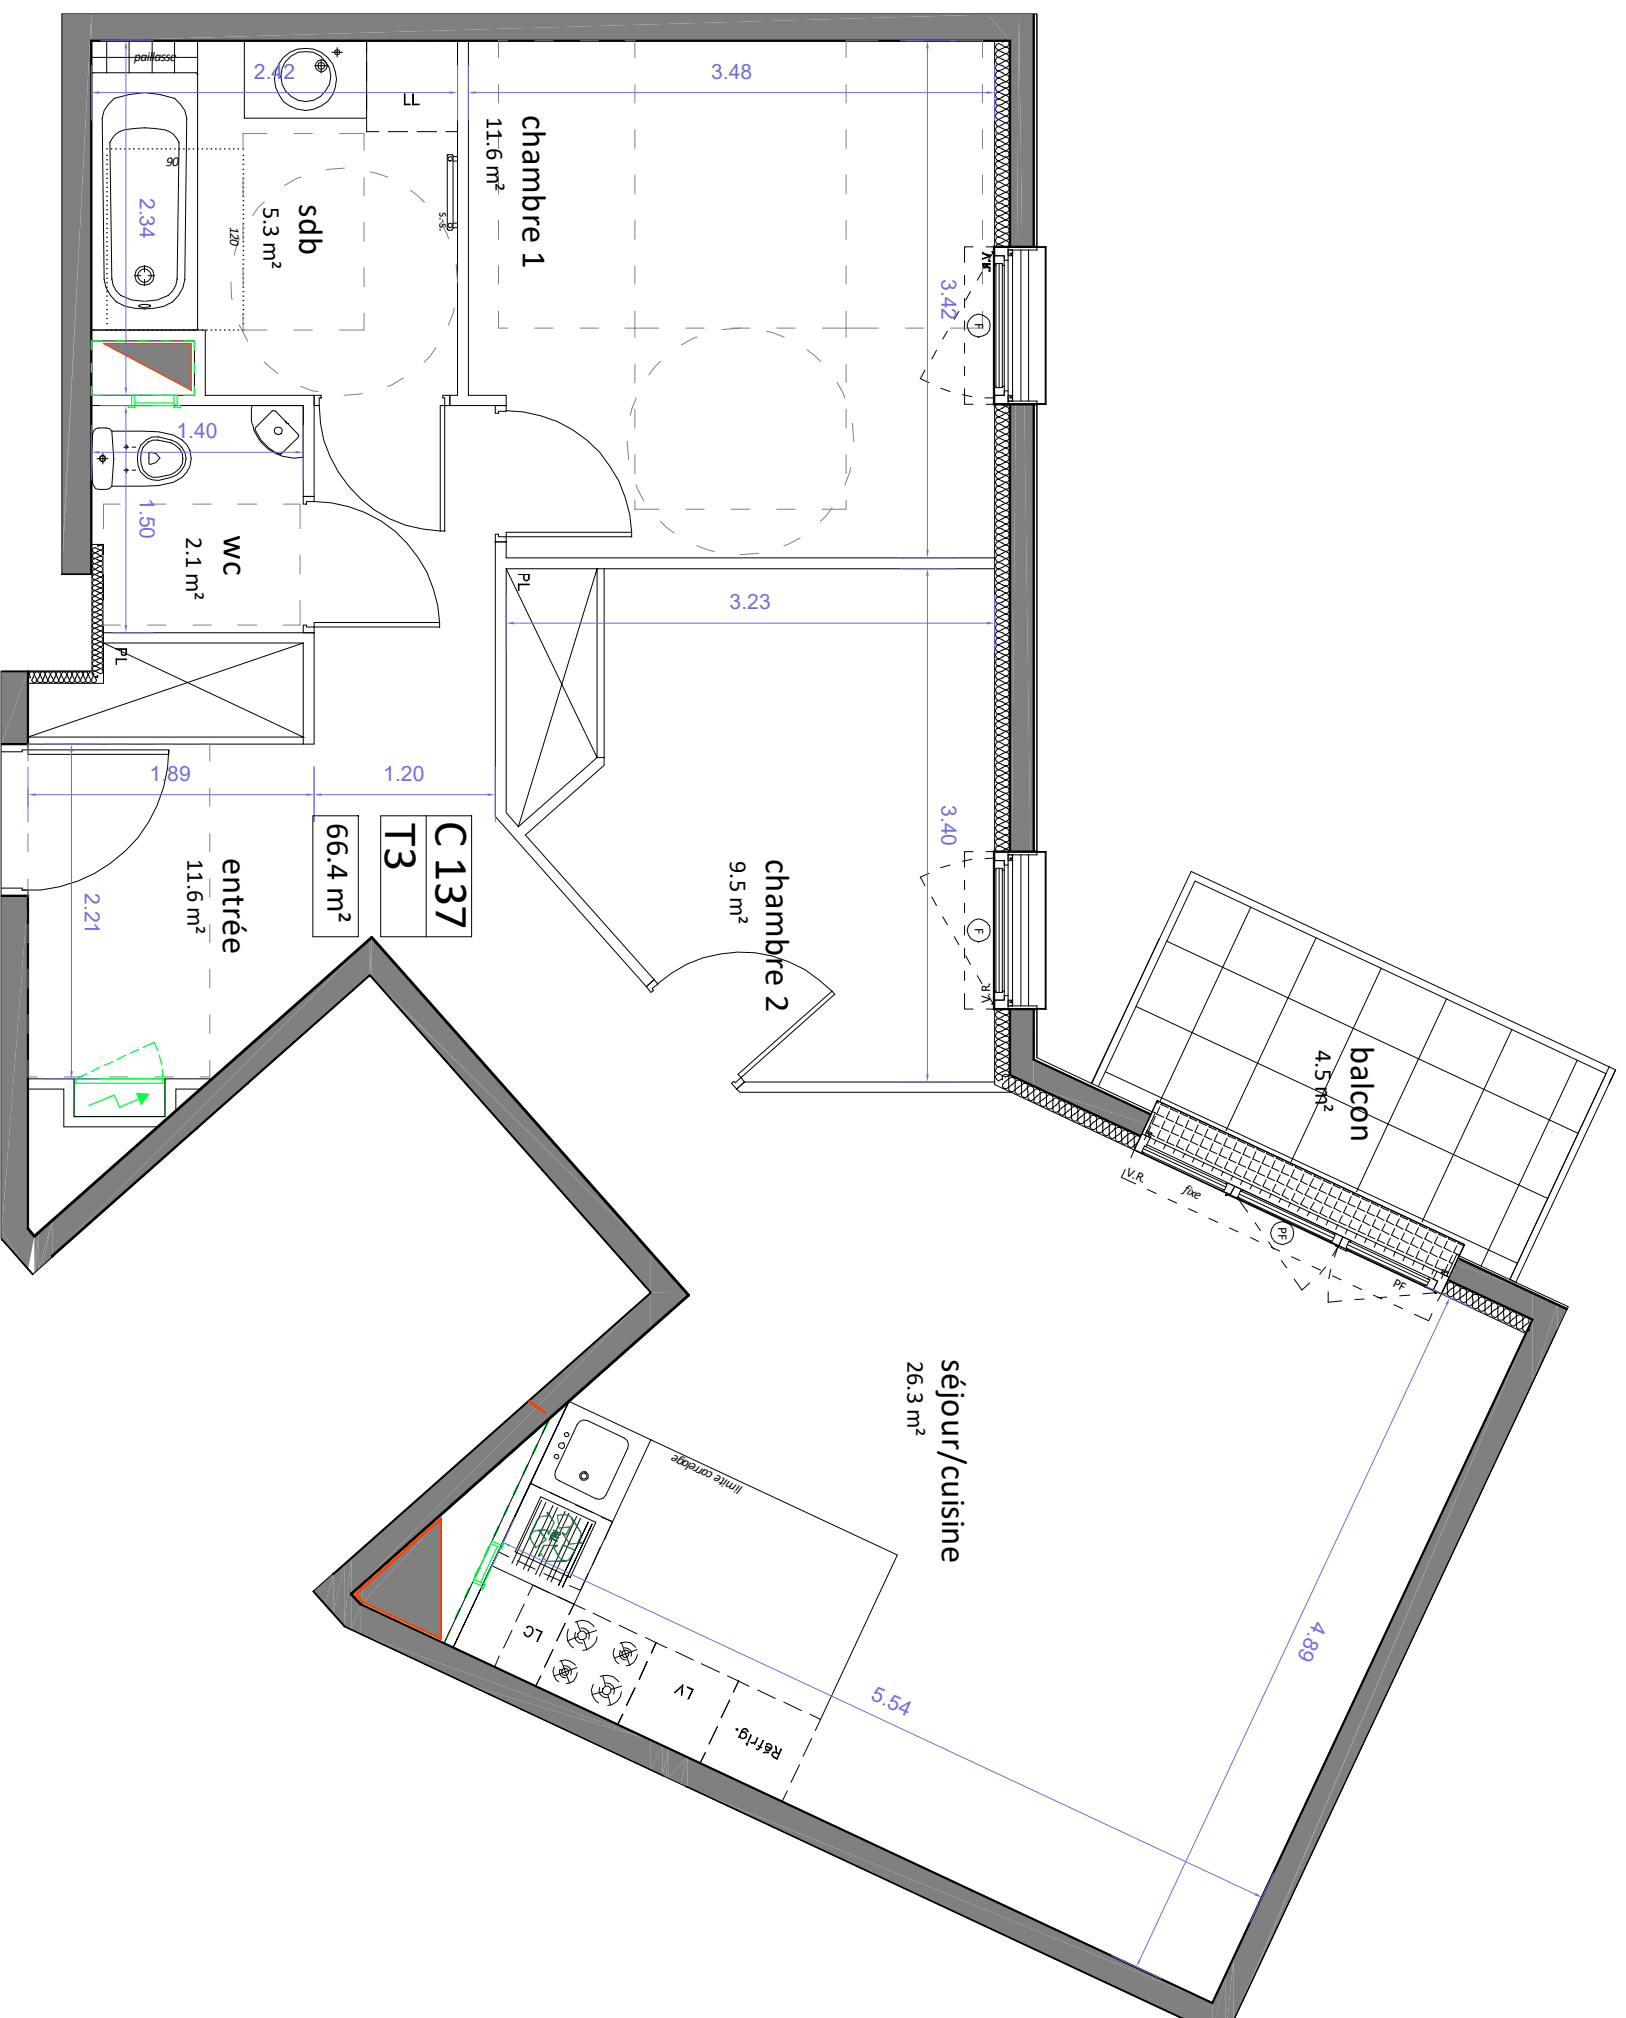 paillasse
2.42
LL
3.48
chambre 1
11.6 m²
90
2.34
120
sdb
5.3 m²
s.-s.
V.R.
3.42
F
1.40
1.50
wc
2.1 m²
PL
PL
3.23
1.89
1.20
C 137
T3
66.4 m²
entrée
11.6 m²
2.21
chambre 2
9.5 m²
3.40
F
V.R.
balcon
4.5 m²
V.R.
fixe
PF
PF
séjour/cuisine
26.3 m²
limite carrelage
LC
LV
Réfrig.
5.54
4.89